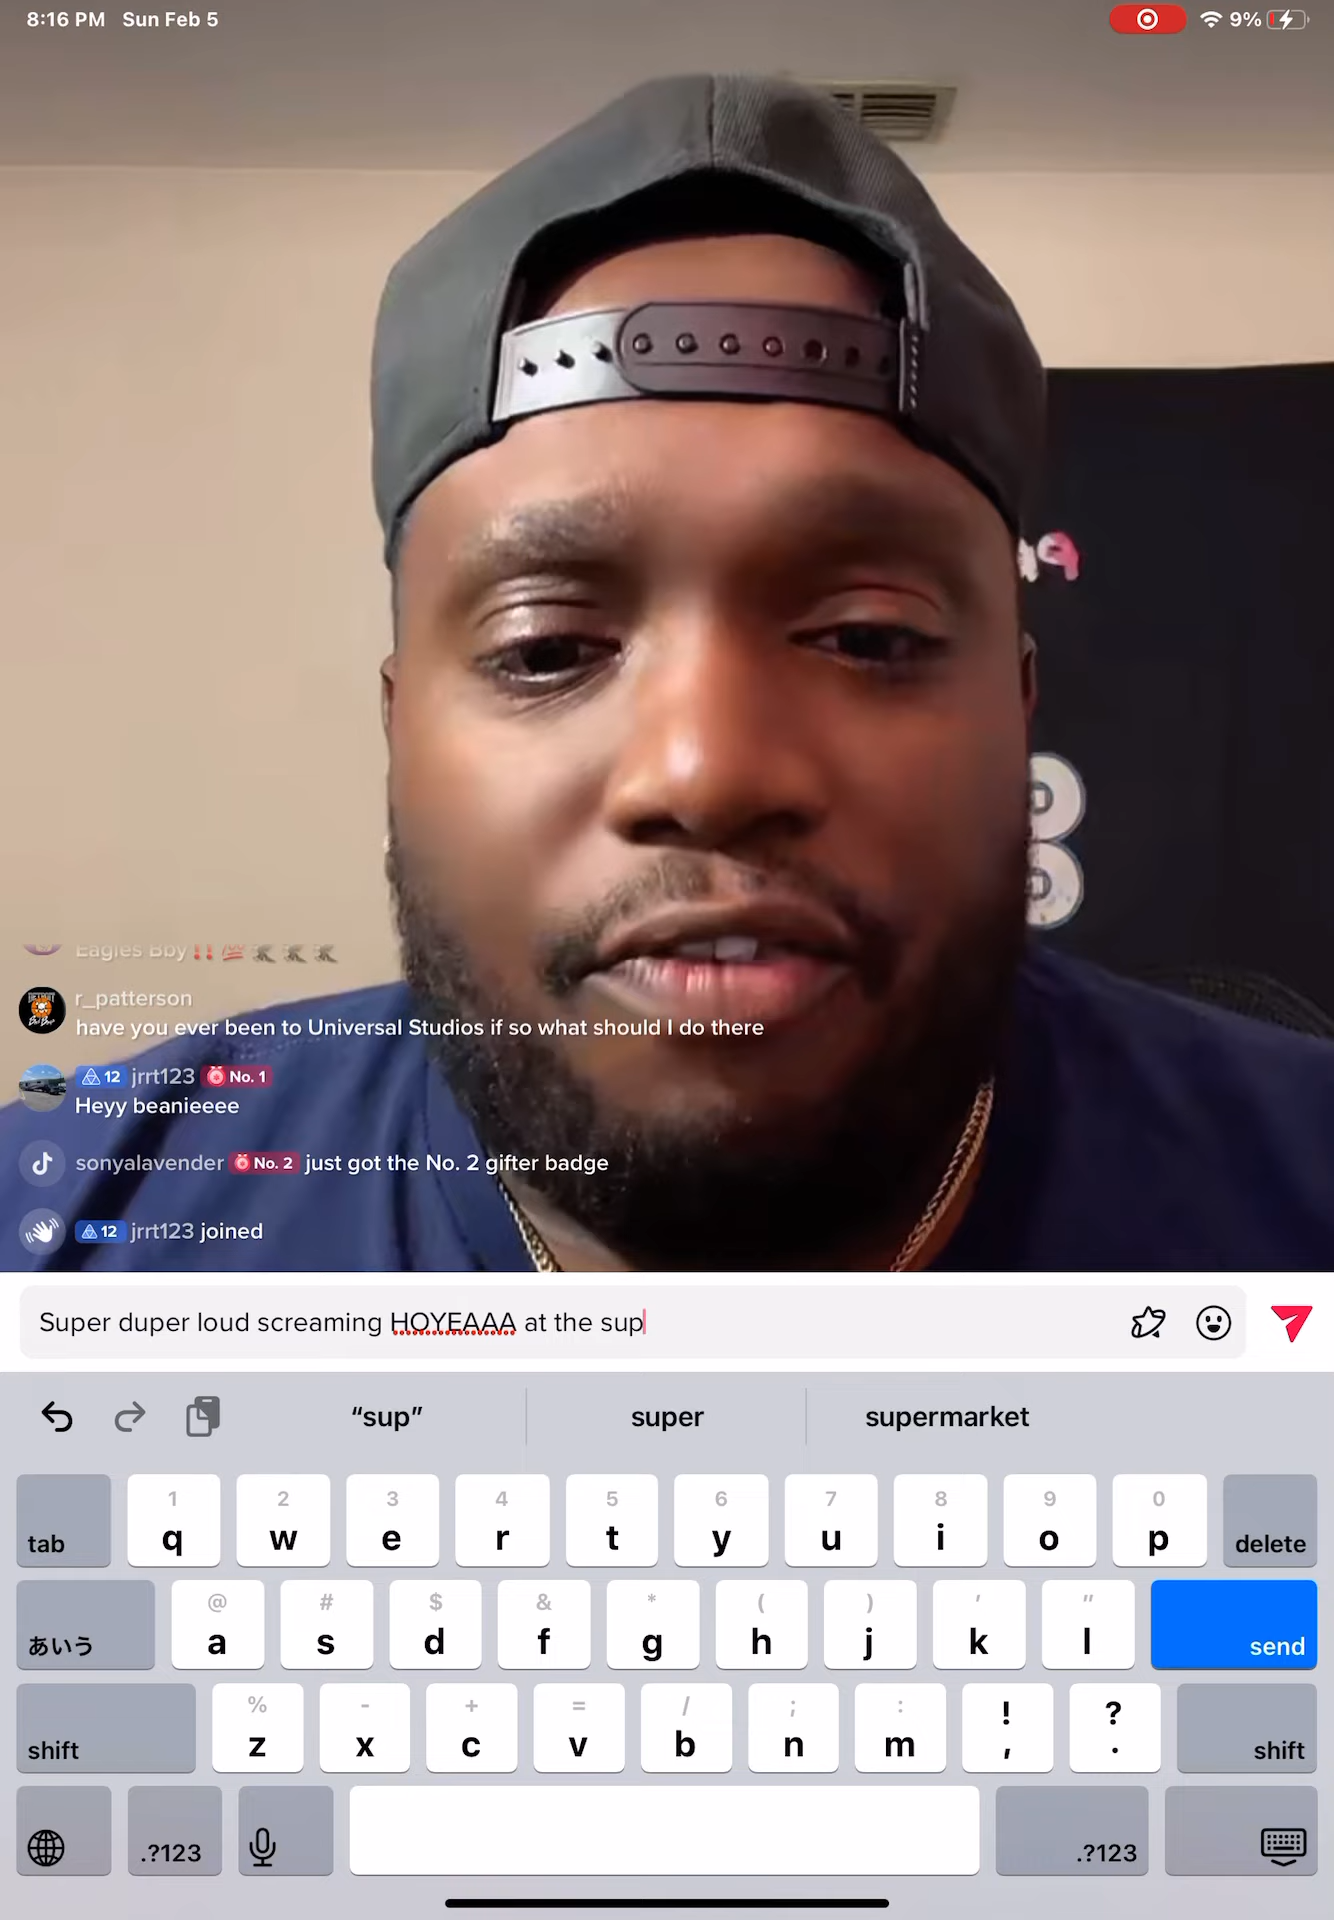 8:16 PM Sun Feb 5
9%
Eagles Bby‼️💯
r_patterson
have you ever been to Universal Studios if so what should I do there
12 jrrt123 No. 1
Heyy beanieeee
sonyalavender No. 2 just got the No. 2 gifter badge
12 jrrt123 joined
Super duper loud screaming HOYEAAA at the sup
“sup” super supermarket
1 2 3 4 5 6 7 8 9 0
tab q w e r t y u i o p delete
@ # $ & * ( ) ' "
あいう a s d f g h j k l send
% - + = / ; : ! ?
shift z x c v b n m , . shift
.?123 .?123